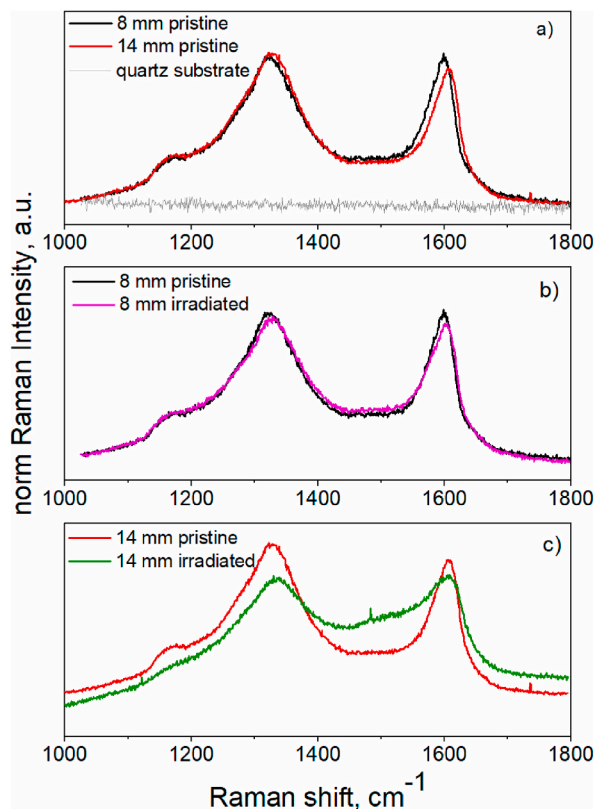 8 mm pristine
14 mm pristine
quartz substrate
a)
1000 1200 1400 1600 1800
8 mm pristine
8 mm irradiated
b)
1000 1200 1400 1600 1800
norm Raman Intensity, a.u.
14 mm pristine
14 mm irradiated
c)
1000 1200 1400 1600 1800
Raman shift, cm⁻¹